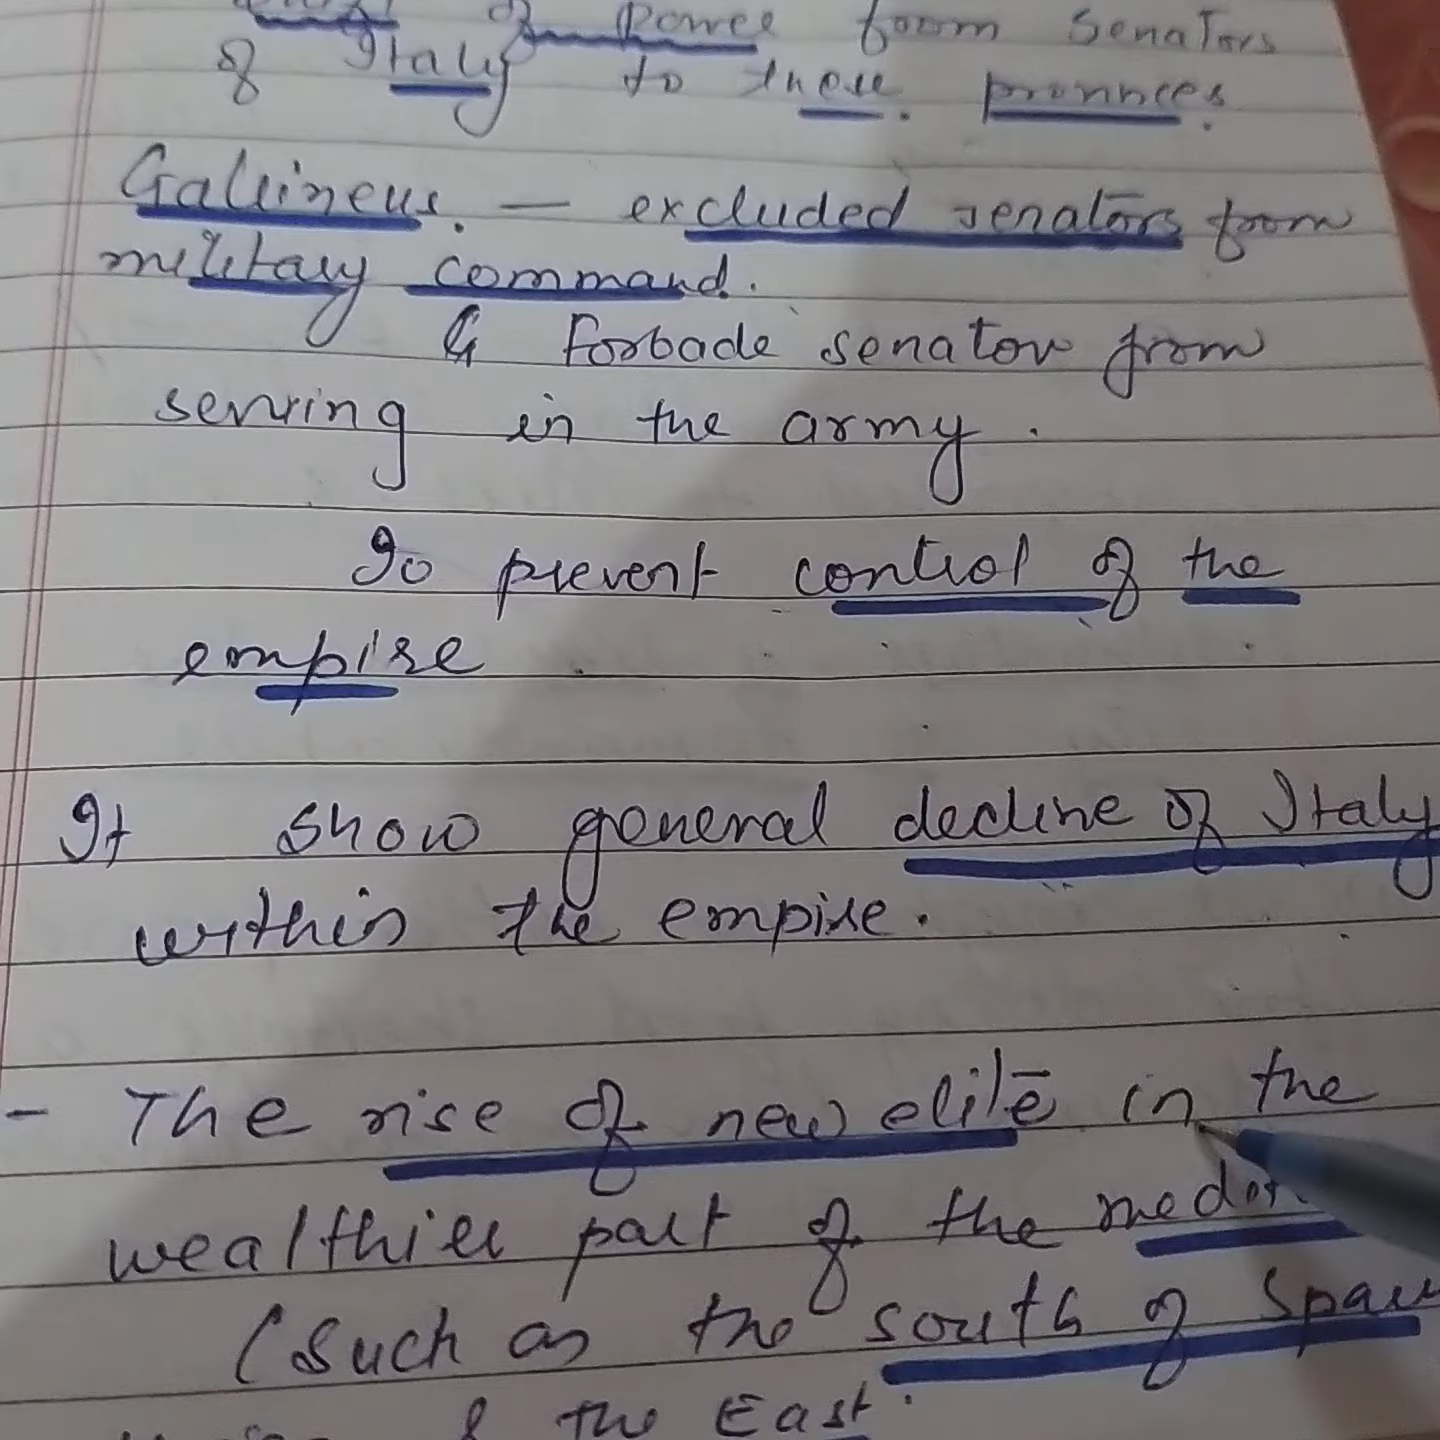 of Power from Senators
of Italy to these provinces.
Gallineus. — excluded senators from
military command.
↳ Forbade senator from
serving in the army.
To prevent control of the
empire
It show general decline of Italy
within the empire.
- The rise of new elite in the
wealthier part of the
(Such as the south of Spain
& the East.